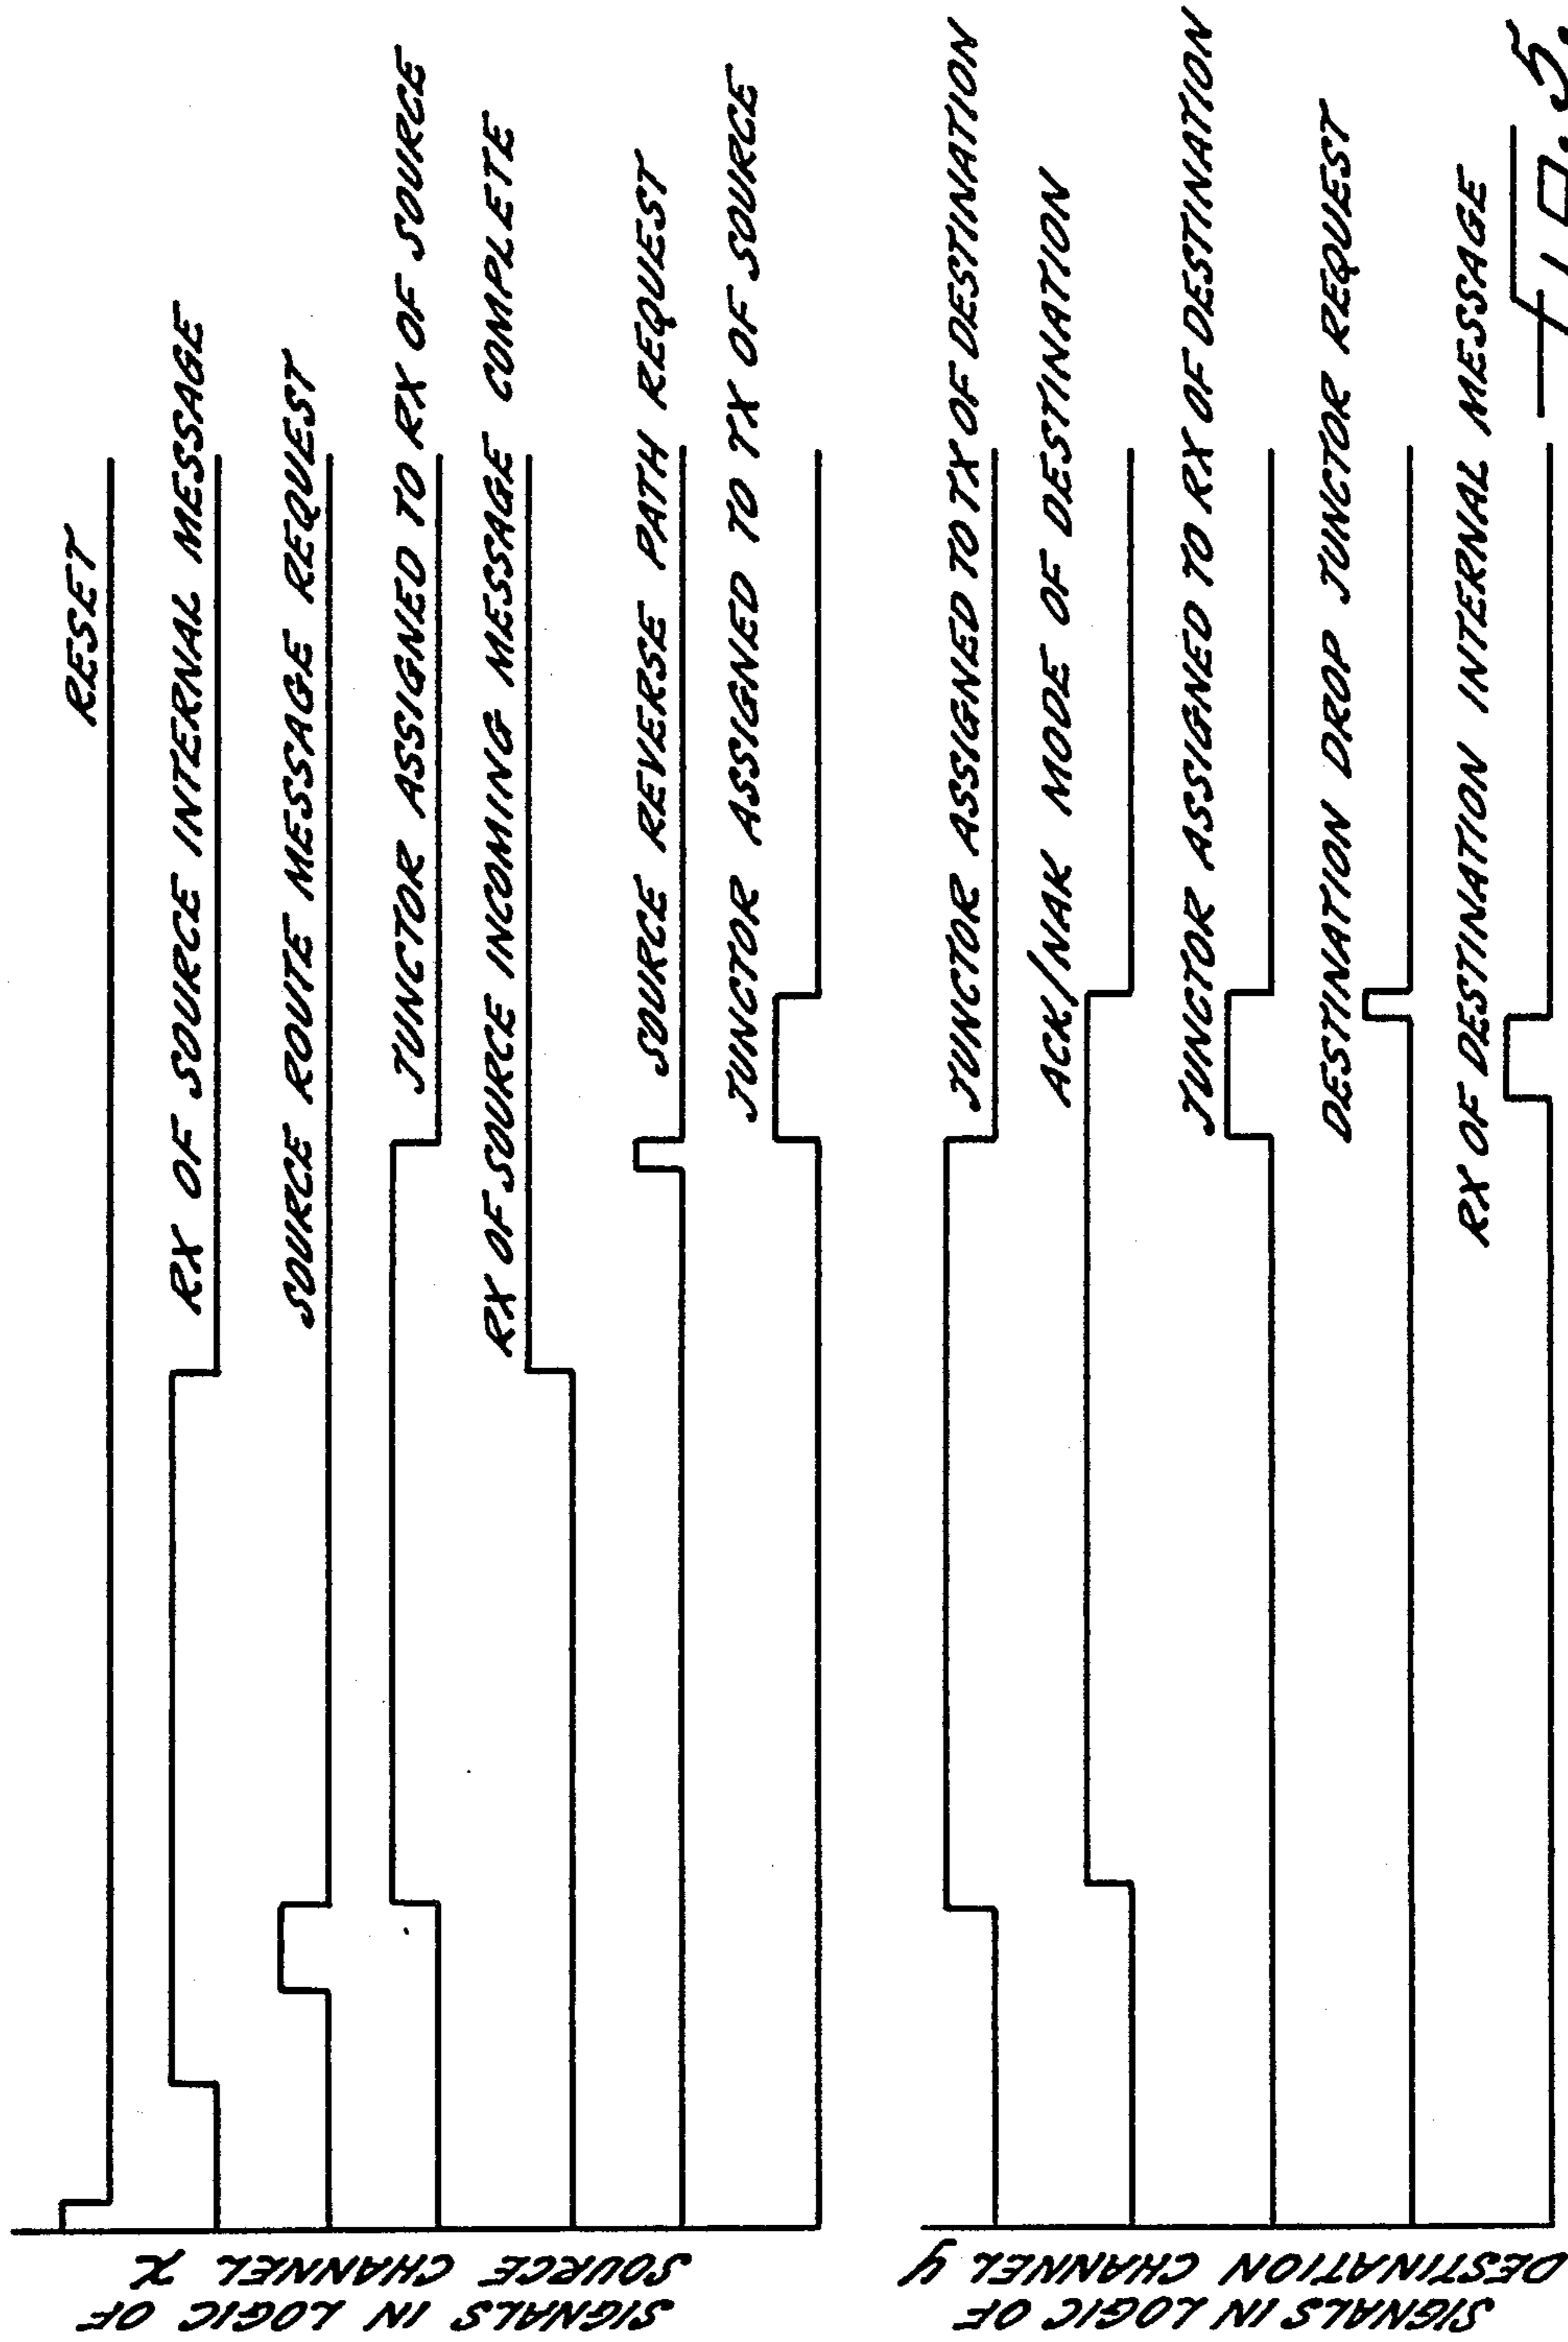 SIGNALS IN LOGIC OF
SOURCE CHANNEL X
RESET
RX OF SOURCE INTERNAL MESSAGE
SOURCE ROUTE MESSAGE REQUEST
JUNCTOR ASSIGNED TO RX OF SOURCE
RX OF SOURCE INCOMING MESSAGE COMPLETE
SOURCE REVERSE PATH REQUEST
JUNCTOR ASSIGNED TO TX OF SOURCE
SIGNALS IN LOGIC OF
DESTINATION CHANNEL Y
JUNCTOR ASSIGNED TO TX OF DESTINATION
ACK/NAK MODE OF DESTINATION
JUNCTOR ASSIGNED TO RX OF DESTINATION
DESTINATION DROP JUNCTOR REQUEST
RX OF DESTINATION INTERNAL MESSAGE
FIG. 5.